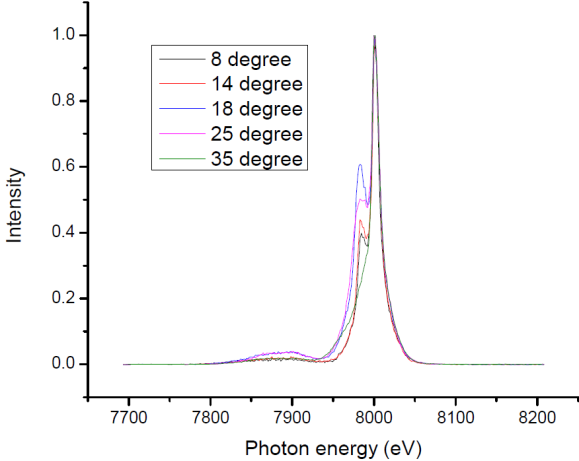 1.0
0.8
0.6
0.4
0.2
0.0
Intensity
8 degree
14 degree
18 degree
25 degree
35 degree
7700 7800 7900 8000 8100 8200
Photon energy (eV)